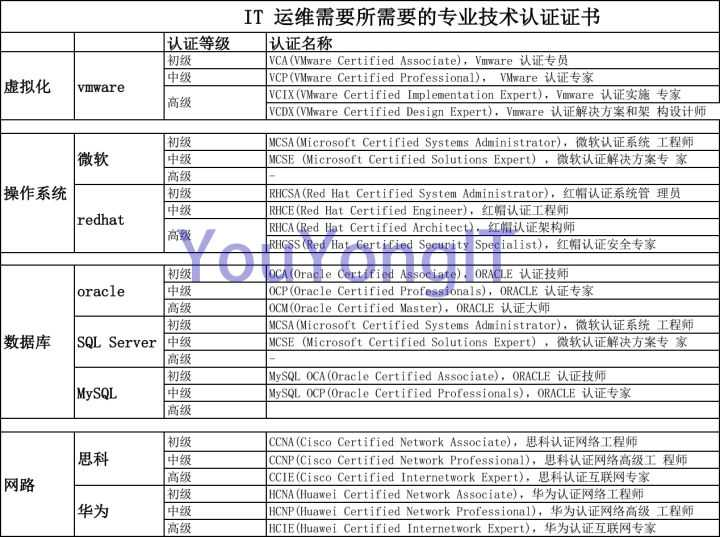 IT 运维需要所需要的专业技术认证证书
认证等级 认证名称
虚拟化 vmware 初级 VCA(VMware Certified Associate), Vmware 认证专员
中级 VCP(VMware Certified Professional), VMware 认证专家
高级 VCIX(VMware Certified Implementation Expert), Vmware 认证实施 专家
VCDX(VMware Certified Design Expert), Vmware 认证解决方案和架 构设计师
操作系统 微软 初级 MCSA(Microsoft Certified Systems Administrator), 微软认证系统 工程师
中级 MCSE (Microsoft Certified Solutions Expert) , 微软认证解决方案专 家
高级 -
redhat 初级 RHCSA(Red Hat Certified System Administrator), 红帽认证系统管 理员
中级 RHCE(Red Hat Certified Engineer), 红帽认证工程师
高级 RHCA(Red Hat Certified Architect), 红帽认证架构师
RHCSS(Red Hat Certified Security Specialist), 红帽认证安全专家
YouYongIT
数据库 oracle 初级 OCA(Oracle Certified Associate), ORACLE 认证技师
中级 OCP(Oracle Certified Professionals), ORACLE 认证专家
高级 OCM(Oracle Certified Master), ORACLE 认证大师
SQL Server 初级 MCSA(Microsoft Certified Systems Administrator), 微软认证系统 工程师
中级 MCSE (Microsoft Certified Solutions Expert) , 微软认证解决方案专 家
高级 -
MySQL 初级 MySQL OCA(Oracle Certified Associate), ORACLE 认证技师
中级 MySQL OCP(Oracle Certified Professionals), ORACLE 认证专家
高级
网路 思科 初级 CCNA(Cisco Certified Network Associate), 思科认证网络工程师
中级 CCNP(Cisco Certified Network Professional), 思科认证网络高级工 程师
高级 CCIE(Cisco Certified Internetwork Expert), 思科认证互联网专家
华为 初级 HCNA(Huawei Certified Network Associate), 华为认证网络工程师
中级 HCNP(Huawei Certified Network Professional), 华为认证网络高级 工程师
高级 HCIE(Huawei Certified Internetwork Expert), 华为认证互联网专家